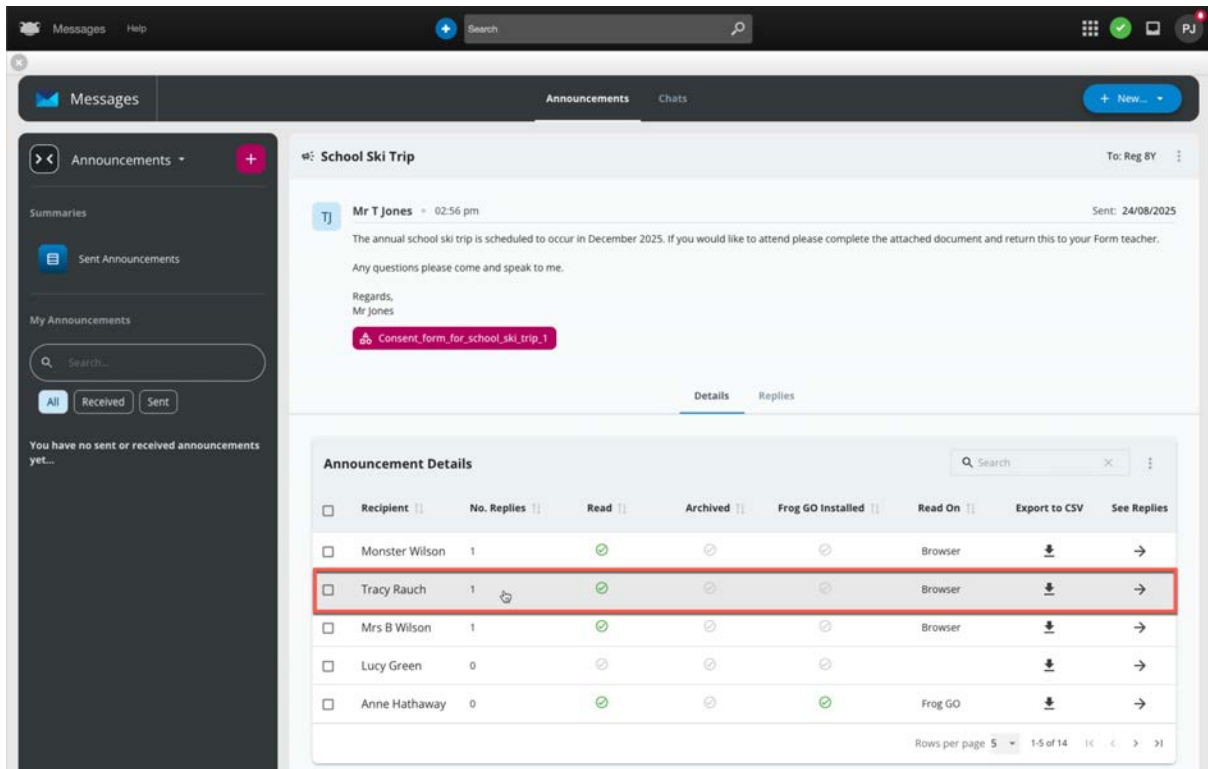 Messages Help Search PJ
Messages Announcements Chats + New...
Announcements +
Summaries
Sent Announcements
My Announcements
Search...
All Received Sent
You have no sent or received announcements
yet...
School Ski Trip To: Reg 8Y
TJ Mr T Jones 02:56 pm Sent: 24/08/2025
The annual school ski trip is scheduled to occur in December 2025. If you would like to attend please complete the attached document and return this to your Form teacher.
Any questions please come and speak to me.
Regards,
Mr Jones
Consent_form_for_school_ski_trip_1
Details Replies
Announcement Details Search
Recipient No. Replies Read Archived Frog GO Installed Read On Export to CSV See Replies
Monster Wilson 1 Browser
Tracy Rauch 1 Browser
Mrs B Wilson 1 Browser
Lucy Green 0
Anne Hathaway 0 Frog GO
Rows per page 5 1-5 of 14